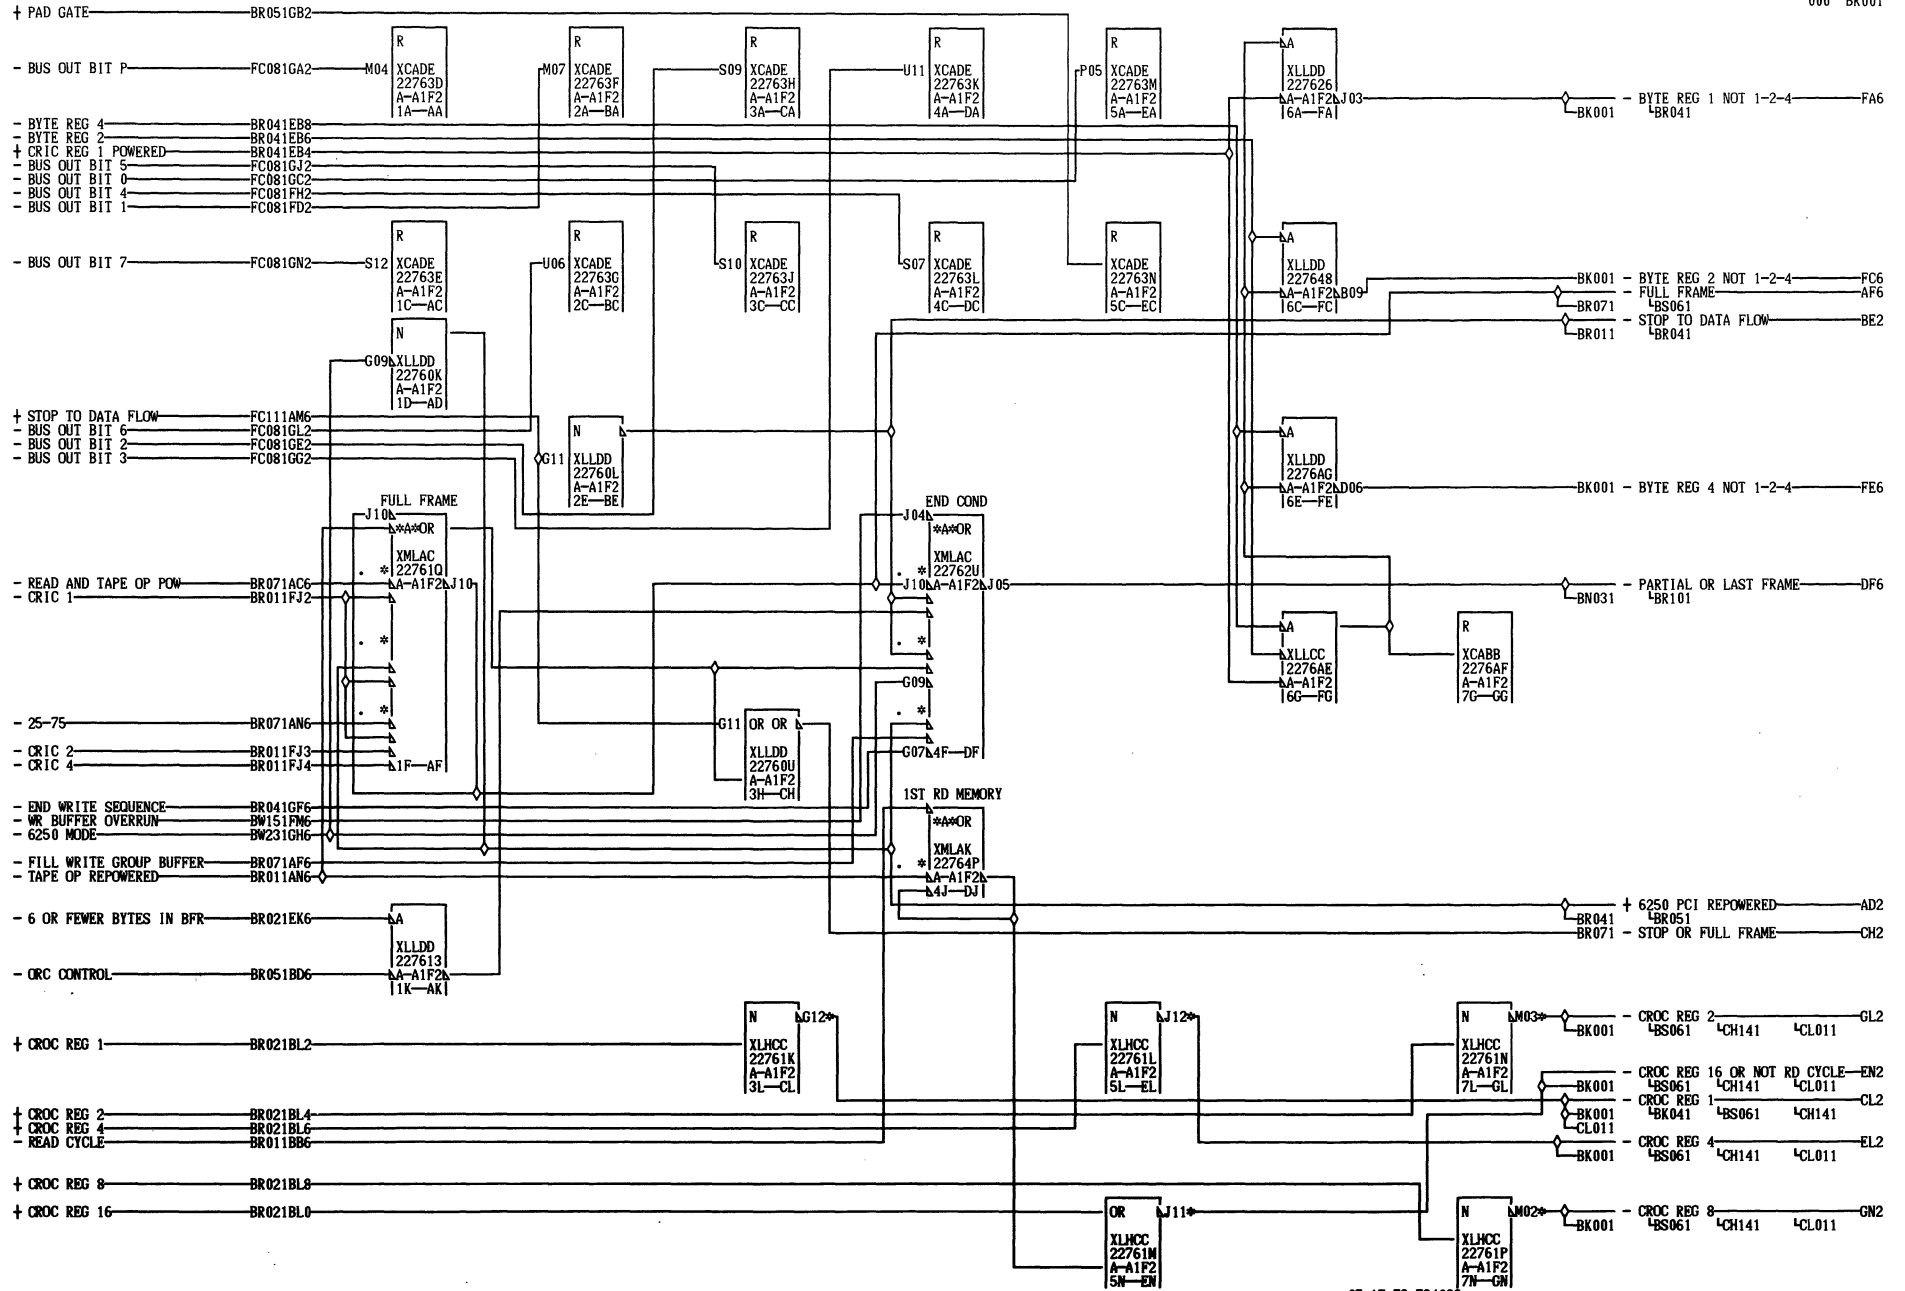 000 BR001
+ PAD GATE BR051GB2
- BUS OUT BIT P FC081GA2 M04
R XCADE 22763D A-A1F2 1A—AA
M07 R XCADE 22763F A-A1F2 2A—BA
S09 R XCADE 22763H A-A1F2 3A—CA
U11 R XCADE 22763K A-A1F2 4A—DA
P05 R XCADE 22763M A-A1F2 5A—EA
A XLLDD 227626 A-A1F2 J03 6A—FA
- BYTE REG 1 NOT 1-2-4 FA6
BK001 BR041
- BYTE REG 4 BR041EB8
- BYTE REG 2 BR041EB6
+ CRIC REG 1 POWERED BR041EB4
- BUS OUT BIT 5 FC081GJ2
- BUS OUT BIT 0 FC081GC2
- BUS OUT BIT 4 FC081FH2
- BUS OUT BIT 1 FC081FD2
- BUS OUT BIT 7 FC081GN2 S12
R XCADE 22763E A-A1F2 1C—AC
U06 R XCADE 22763G A-A1F2 2C—BC
S10 R XCADE 22763J A-A1F2 3C—CC
S07 R XCADE 22763L A-A1F2 4C—DC
R XCADE 22763N A-A1F2 5C—EC
A XLLDD 227648 A-A1F2 B09 6C—FC
BK001 - BYTE REG 2 NOT 1-2-4 FC6
- FULL FRAME AF6
BR071 BS061
- STOP TO DATA FLOW BE2
BR011 BR041
N G09 XLLDD 22760K A-A1F2 1D—AD
+ STOP TO DATA FLOW FC111AM6
- BUS OUT BIT 6 FC081GL2
- BUS OUT BIT 2 FC081GE2
- BUS OUT BIT 3 FC081GG2
N G11 XLLDD 22760L A-A1F2 2E—BE
A XLLDD 2276AG A-A1F2 D06 6E—FE
BK001 - BYTE REG 4 NOT 1-2-4 FE6
FULL FRAME
J10 *A*OR XMLAC 22761Q A-A1F2 J10 1F—AF
. *
. *
. *
END COND
J04 *A*OR XMLAC 22762U J10 A-A1F2 J05 G09 G07 4F—DF
. *
. *
. *
- READ AND TAPE OP POW BR071AC6
- CRIC 1 BR011FJ2
- PARTIAL OR LAST FRAME DF6
BN031 BR101
A XLLCC 2276AE A-A1F2 6G—FG
R XCABB 2276AF A-A1F2 7G—GG
- 25-75 BR071AN6
- CRIC 2 BR011FJ3
- CRIC 4 BR011FJ4
G11 OR OR XLLDD 22760U A-A1F2 3H—CH
- END WRITE SEQUENCE BR041GF6
- WR BUFFER OVERRUN BW151FM6
- 6250 MODE BW231GH6
- FILL WRITE GROUP BUFFER BR071AF6
- TAPE OP REPOWERED BR011AN6
1ST RD MEMORY
*A*OR XMLAK . * 22764P A-A1F2 4J—DJ
+ 6250 PCI REPOWERED AD2
BR041 BR051
BR071 - STOP OR FULL FRAME CH2
- 6 OR FEWER BYTES IN BFR BR021EK6
- ORC CONTROL BR051BD6
A XLLDD 227613 A-A1F2 1K—AK
+ CROC REG 1 BR021BL2
N G12* XLHCC 22761K A-A1F2 3L—CL
N J12* XLHCC 22761L A-A1F2 5L—EL
N M03* XLHCC 22761N A-A1F2 7L—GL
- CROC REG 2 GL2
BK001 BS061 CH141 CL011
- CROC REG 16 OR NOT RD CYCLE EN2
BK001 BS061 CH141 CL011
- CROC REG 1 CL2
BK001 BK041 BS061 CH141
CL011
+ CROC REG 2 BR021BL4
+ CROC REG 4 BR021BL6
- READ CYCLE BR011BB6
- CROC REG 4 EL2
BK001 BS061 CH141 CL011
+ CROC REG 8 BR021BL8
+ CROC REG 16 BR021BL0
OR J11* XLHCC 22761M A-A1F2 5N—EN
N M02* XLHCC 22761P A-A1F2 7N—GN
- CROC REG 8 GN2
BK001 BS061 CH141 CL011